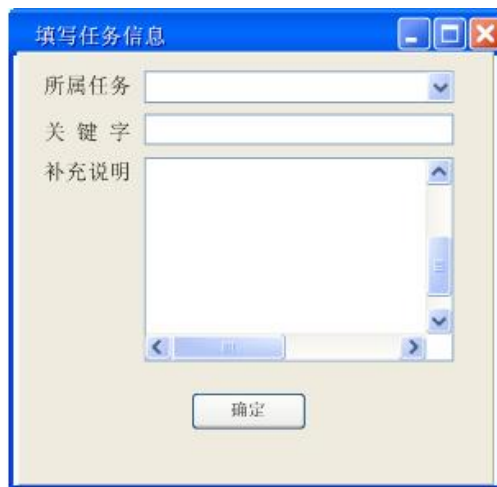 填写任务信息
所属任务
关 键 字
补充说明
确定